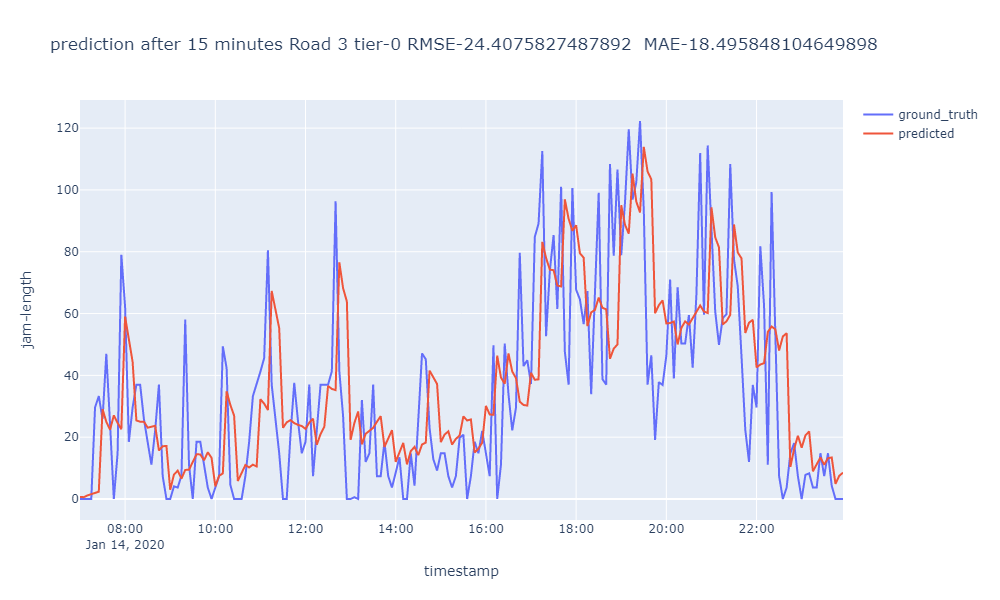 prediction after 15 minutes Road 3 tier-0 RMSE-24.4075827487892  MAE-18.495848104649898
ground_truth
predicted
120
100
80
60
40
20
0
jam-length
08:00 10:00 12:00 14:00 16:00 18:00 20:00 22:00
Jan 14, 2020
timestamp